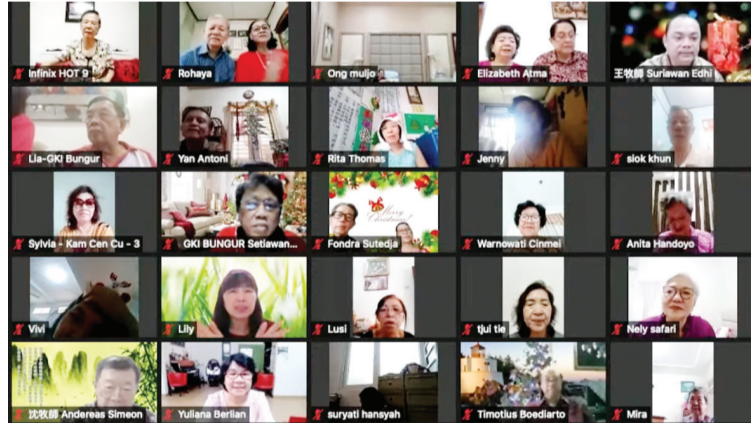 Infinix HOT 9
Rohaya
Ong muljo
Elizabeth Atma
王牧師 Suriawan Edhi
Lia-GKI Bungur
Yan Antoni
Rita Thomas
Jenny
siok khun
Sylvia - Kam Cen Cu - 3
GKI BUNGUR Setiawan...
Merry
Christmas
Fondra Sutedja
Warnowati Cinmei
Anita Handoyo
Vivi
Lily
Lusi
tjui tie
Nely safari
沈牧師 Andereas Simeon
Yuliana Berlian
suryati hansyah
Timotius Boediarto
Mira